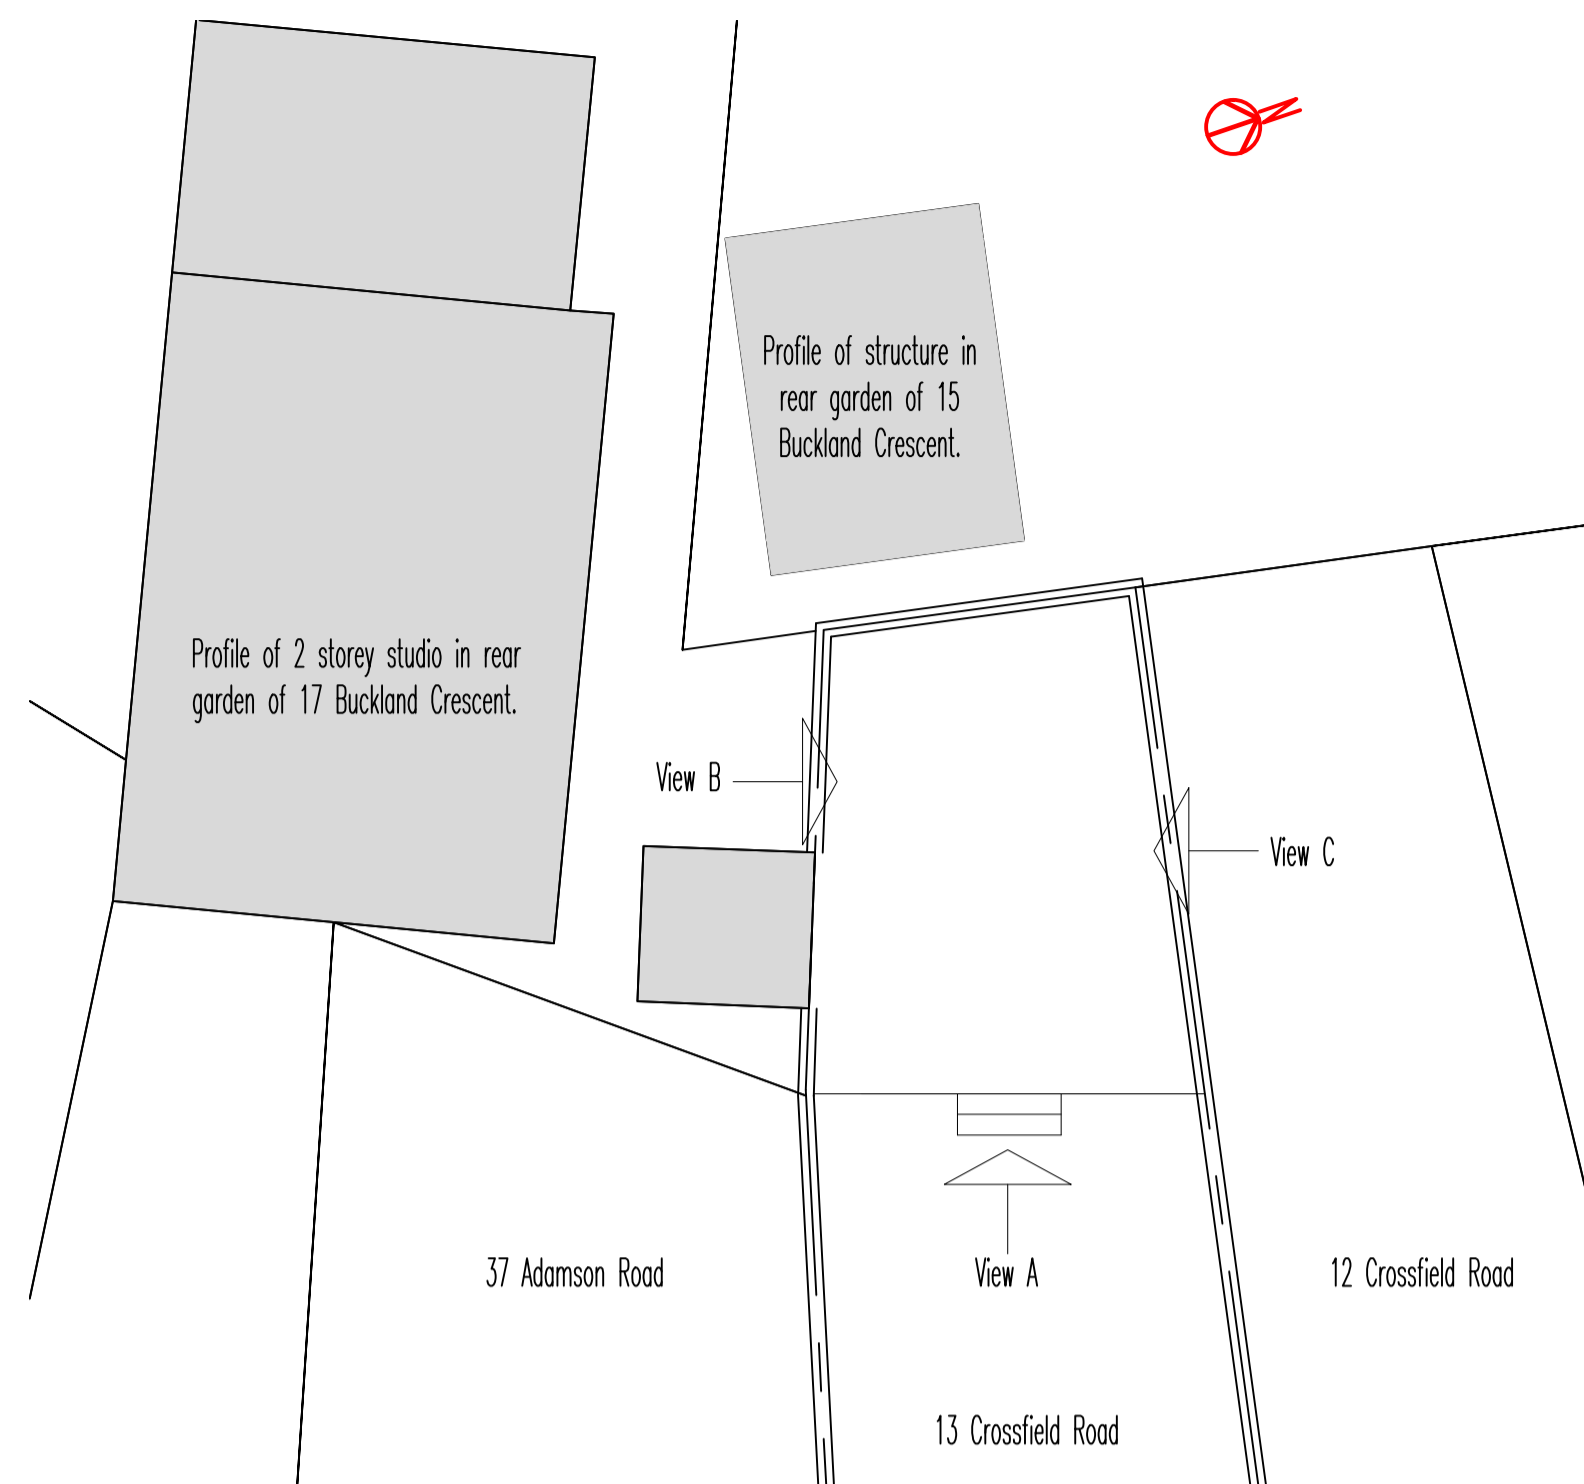 N
Profile of structure in
rear garden of 15
Buckland Crescent.
Profile of 2 storey studio in rear
garden of 17 Buckland Crescent.
View B
View C
37 Adamson Road
View A
12 Crossfield Road
13 Crossfield Road